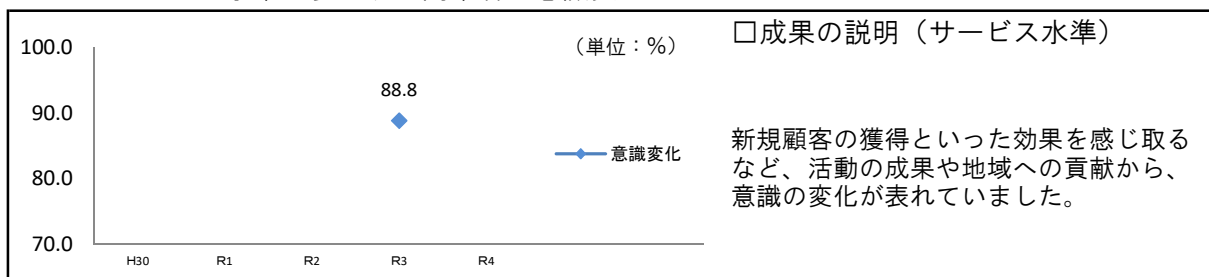 100.0
（単位：％）
□成果の説明（サービス水準）
88.8
90.0
意識変化
新規顧客の獲得といった効果を感じ取る
など、活動の成果や地域への貢献から、
意識の変化が表れていました。
80.0
70.0
H30 R1 R2 R3 R4